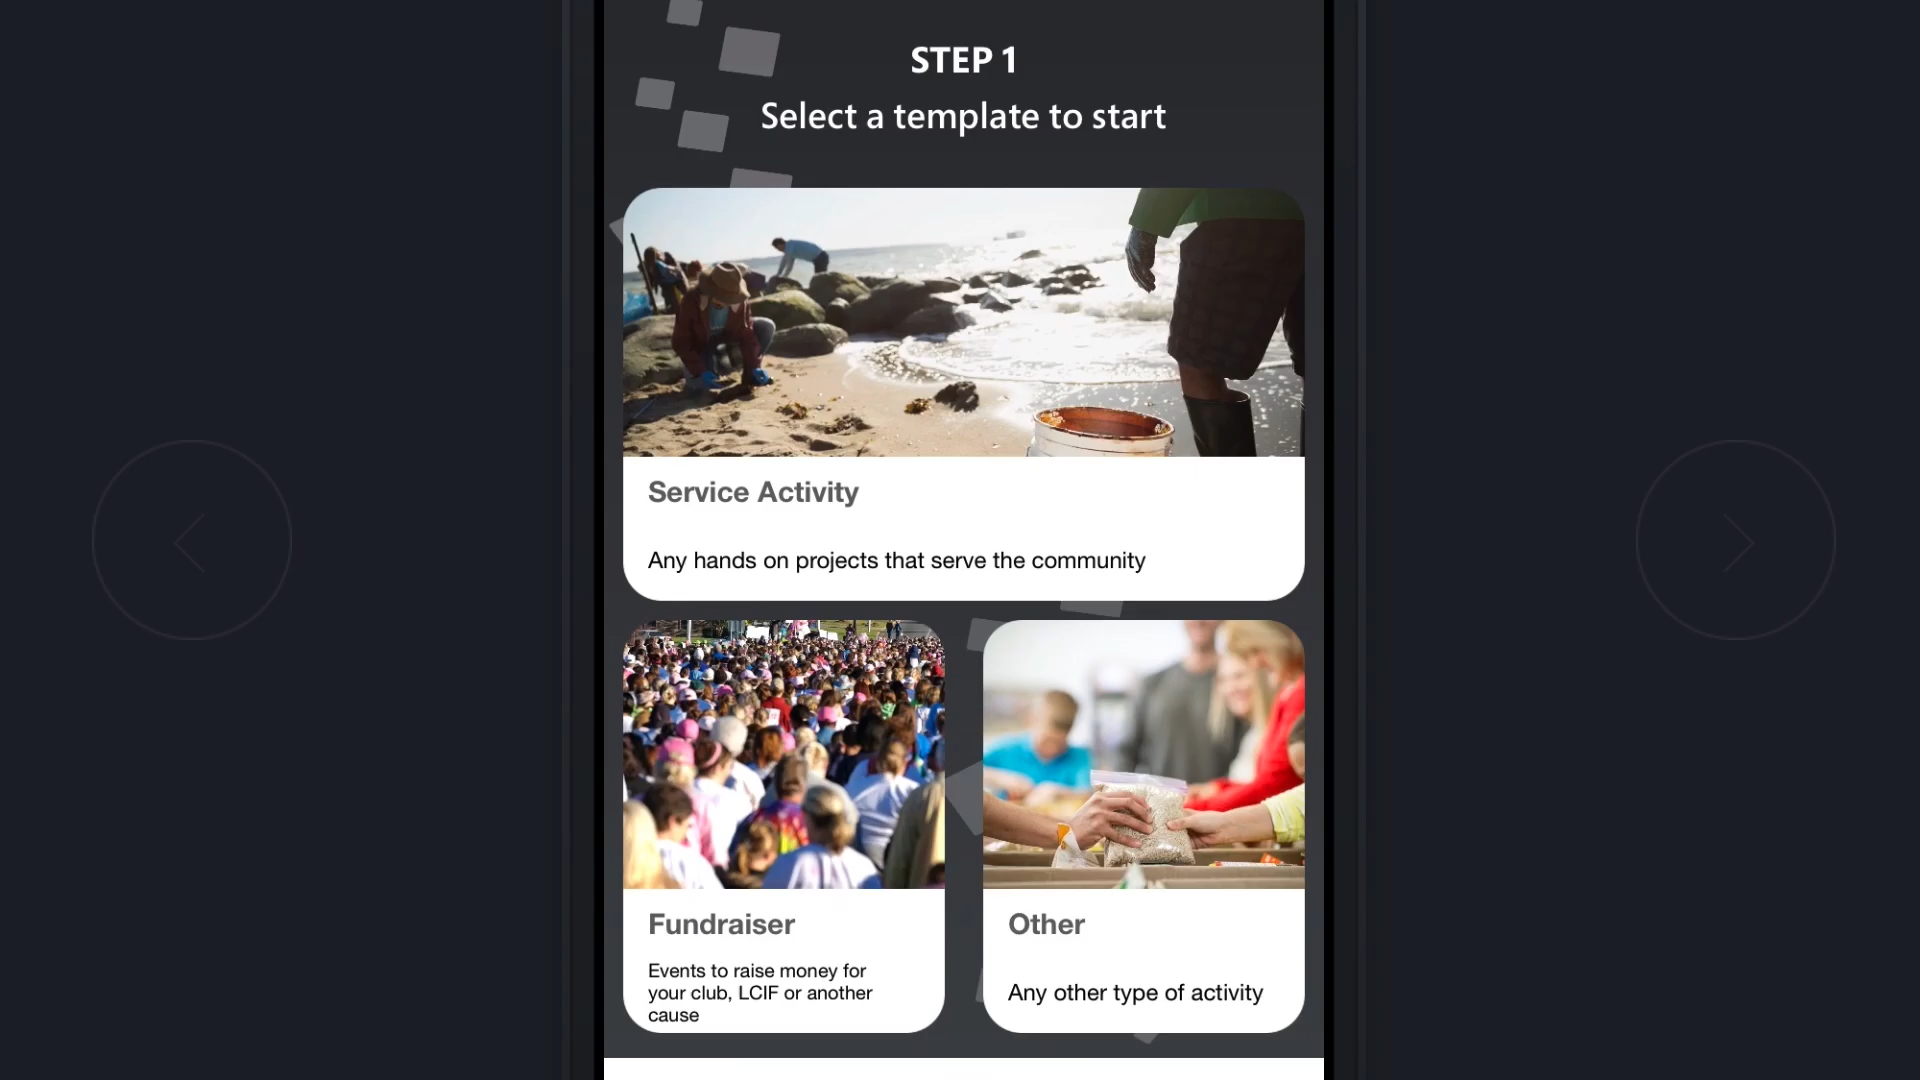 STEP 1
Select a template to start
Service Activity
Any hands on projects that serve the community
Fundraiser
Events to raise money for
your club, LCIF or another
cause
Other
Any other type of activity